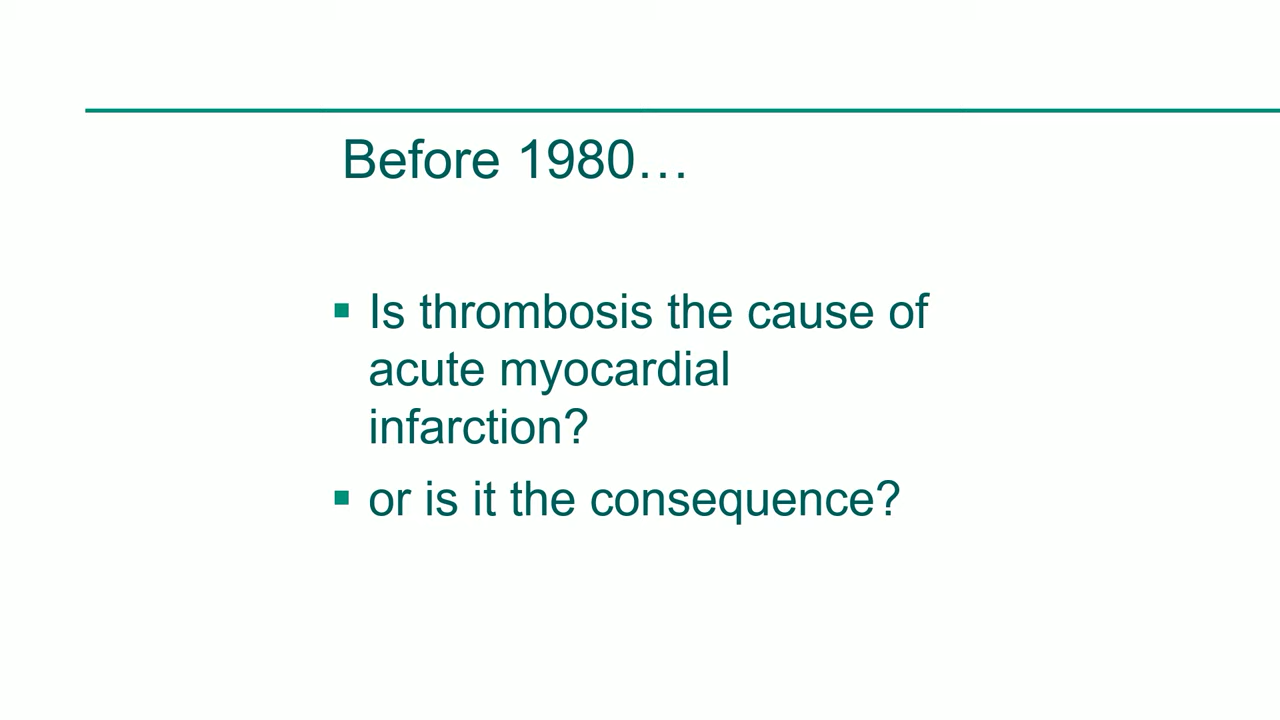 Before 1980…
▪ Is thrombosis the cause of
acute myocardial
infarction?
▪ or is it the consequence?